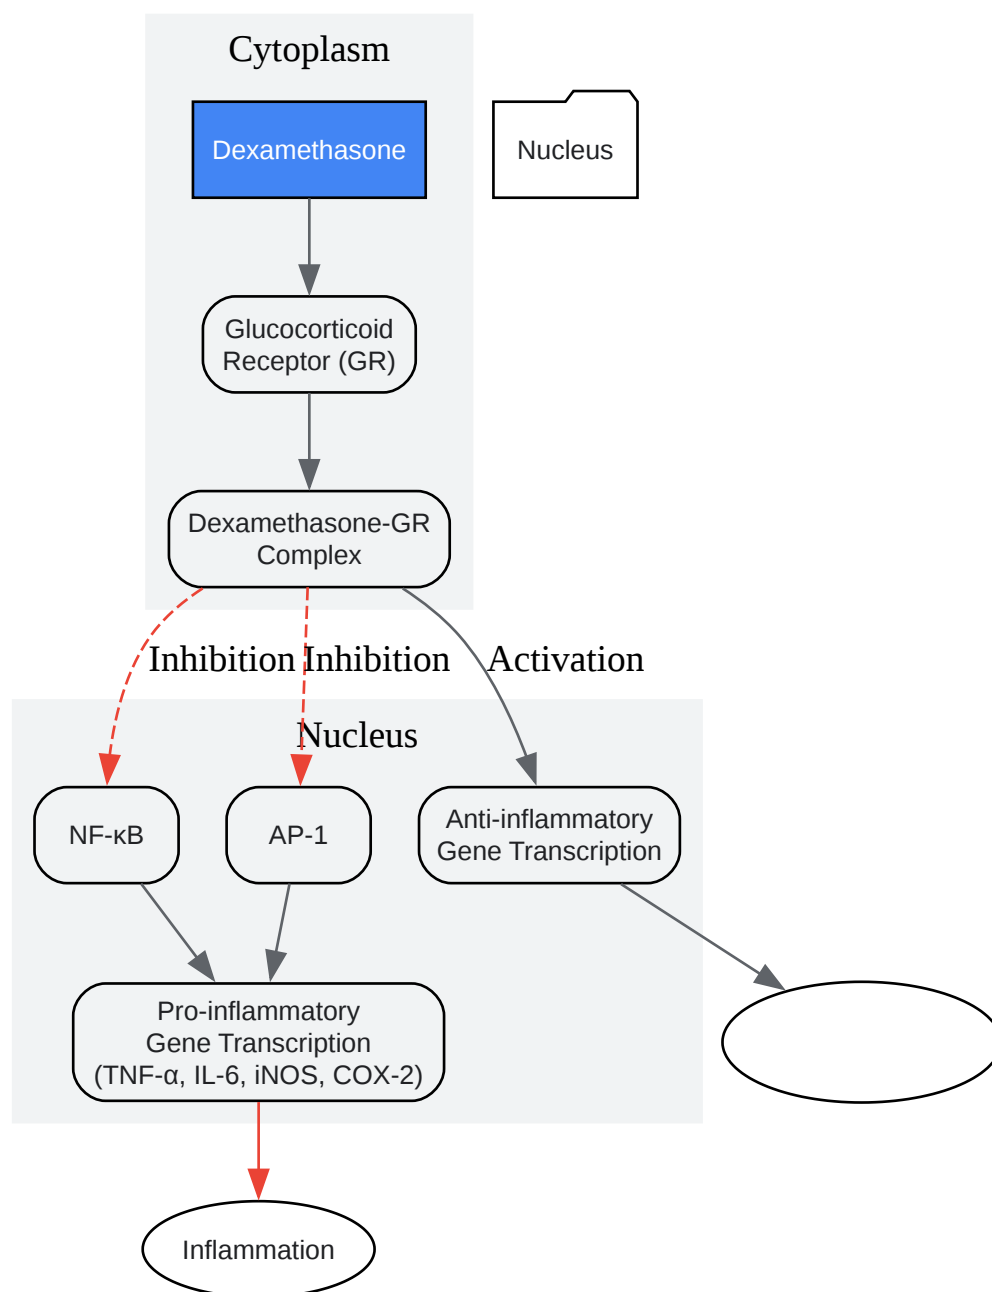 Cytoplasm
Dexamethasone
Nucleus
Glucocorticoid
Receptor (GR)
Dexamethasone-GR
Complex
Inhibition
Inhibition
Activation
Nucleus
NF-κB
AP-1
Anti-inflammatory
Gene Transcription
Pro-inflammatory
Gene Transcription
(TNF-α, IL-6, iNOS, COX-2)
Inflammation